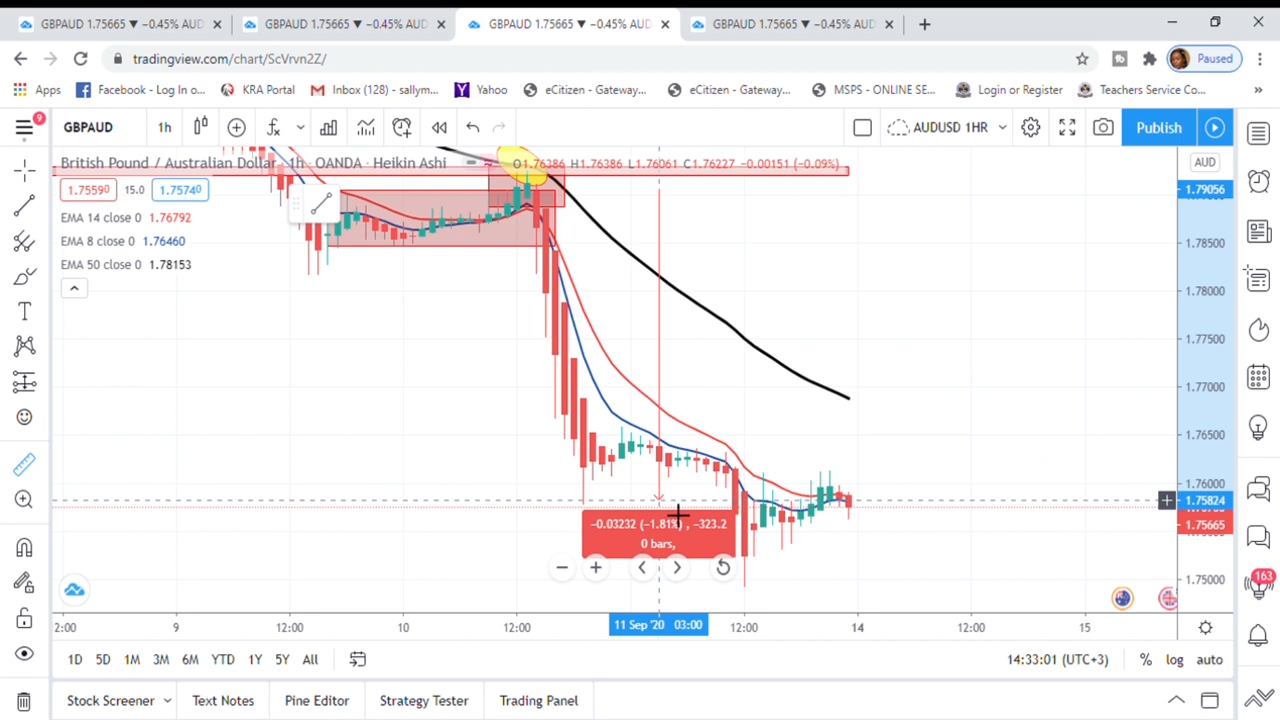 GBPAUD 1.75665 ▼ −0.45% AUD
GBPAUD 1.75665 ▼ −0.45% AUD
GBPAUD 1.75665 ▼ −0.45% AUD
GBPAUD 1.75665 ▼ −0.45% AUD
tradingview.com/chart/ScVrvn2Z/
Paused
Apps
Facebook - Log In o...
KRA Portal
Inbox (128) - sallym...
Yahoo
eCitizen - Gateway...
eCitizen - Gateway...
MSPS - ONLINE SE...
Login or Register
Teachers Service Co...
»
9
GBPAUD
1h
AUDUSD 1HR
Publish
British Pound / Australian Dollar · 1h · OANDA · Heikin Ashi
O1.76386 H1.76386 L1.76061 C1.76227 −0.00151 (−0.09%)
AUD
1.75590
15.0
1.75740
EMA 14 close 0 1.76792
EMA 8 close 0 1.76460
EMA 50 close 0 1.78153
1.79056
1.78500
1.78000
1.77500
1.77000
1.76500
1.76000
1.75824
1.75665
1.75000
-0.03232 (-1.81%) , -323.2
0 bars,
163
2:00
9
12:00
10
12:00
11 Sep '20 03:00
12:00
14
12:00
15
1D
5D
1M
3M
6M
YTD
1Y
5Y
All
14:33:01 (UTC+3)
%
log
auto
Stock Screener
Text Notes
Pine Editor
Strategy Tester
Trading Panel